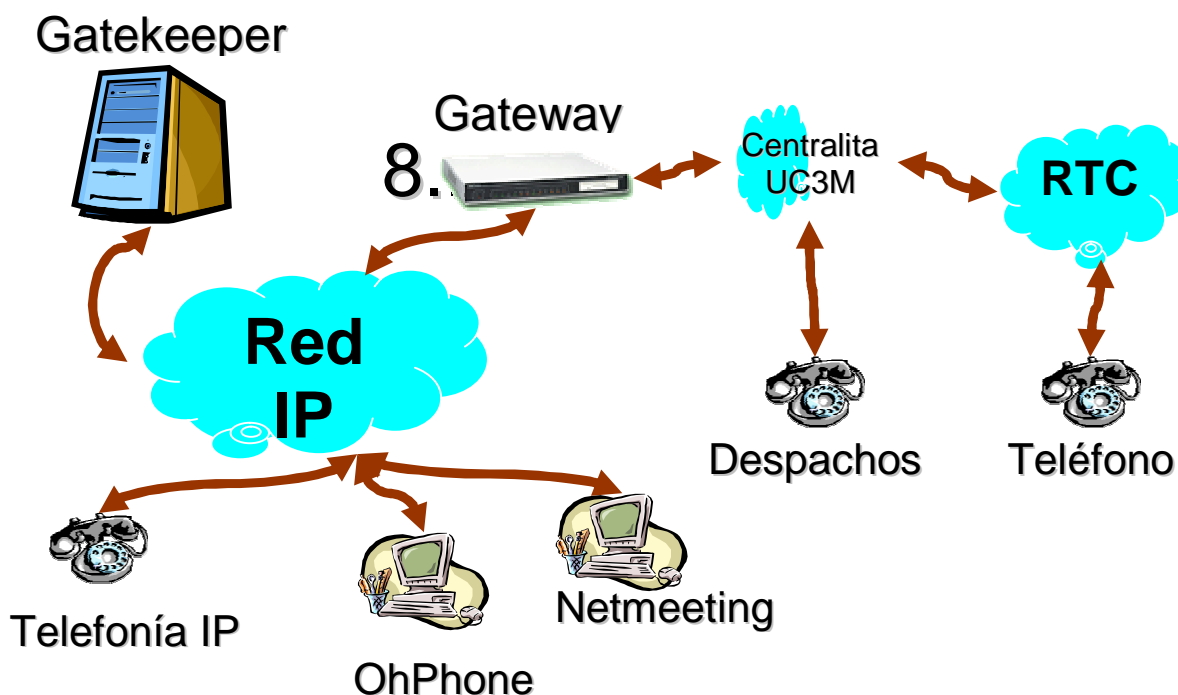 Gatekeeper
Gateway
8..
Centralita
UC3M
RTC
Red
IP
Despachos
Teléfono
Telefonía IP
OhPhone
Netmeeting